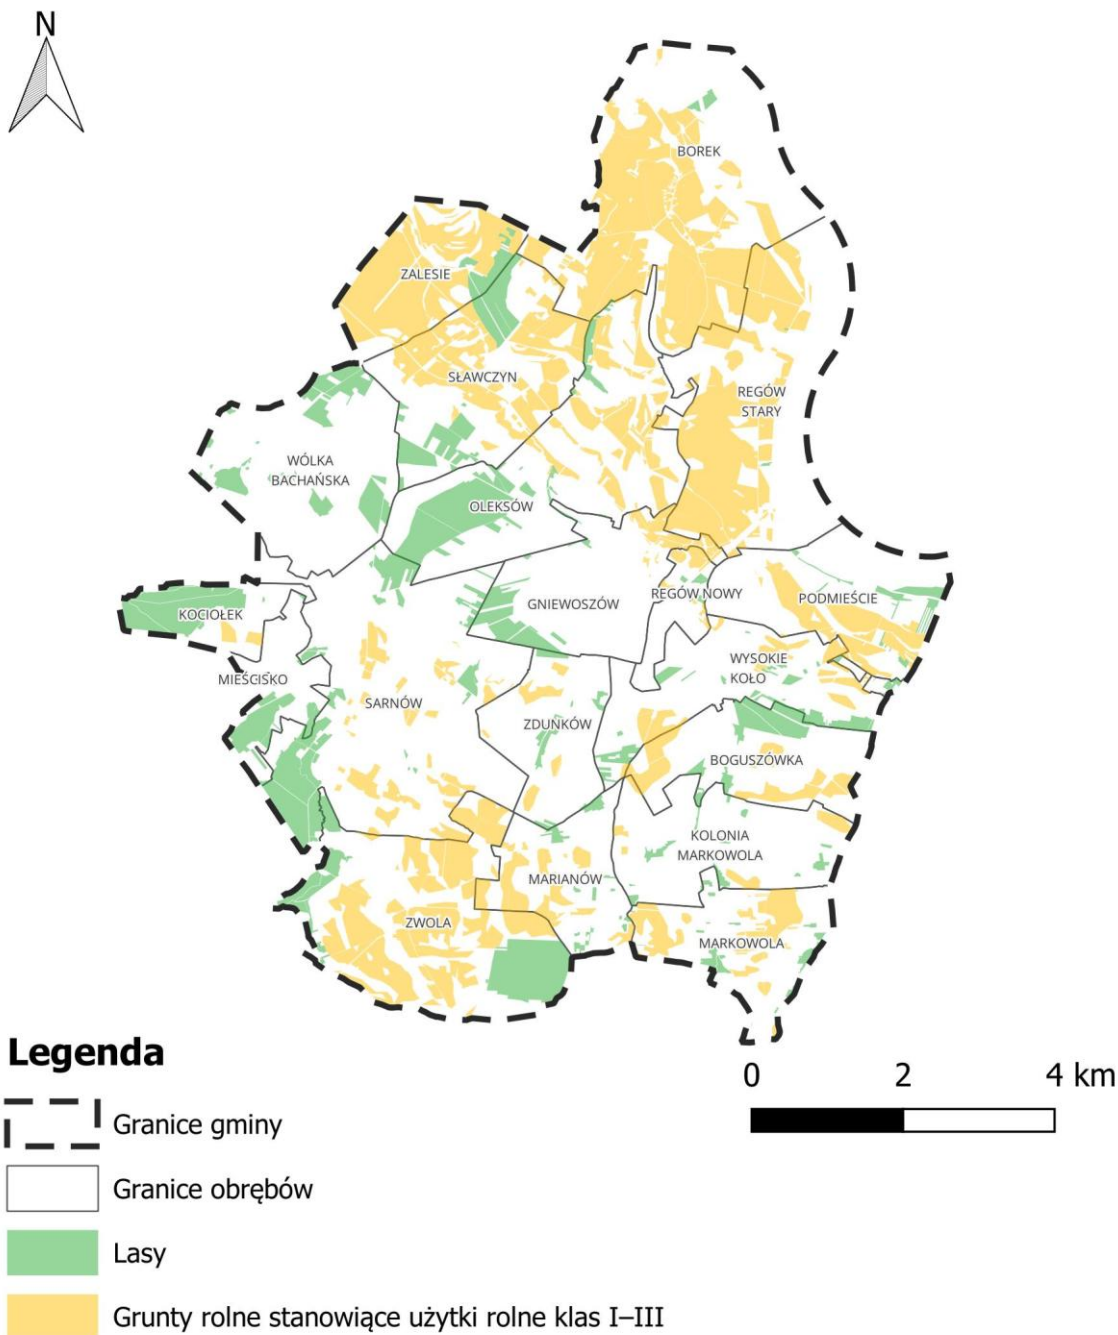 N
BOREK
ZALESIE
SŁAWCZYN
REGÓW
STARY
WÓLKA
BACHAŃSKA
OLEKSÓW
GNIEWOSZÓW
REGÓW NOWY
PODMIEŚCIE
KOCIOŁEK
WYSOKIE
KOŁO
MIEŚCISKO
SARNÓW
ZDUNKÓW
BOGUSZÓWKA
KOLONIA
MARKOWOLA
MARIANÓW
ZWOLA
MARKOWOLA
Legenda
0 2 4 km
Granice gminy
Granice obrębów
Lasy
Grunty rolne stanowiące użytki rolne klas I–III